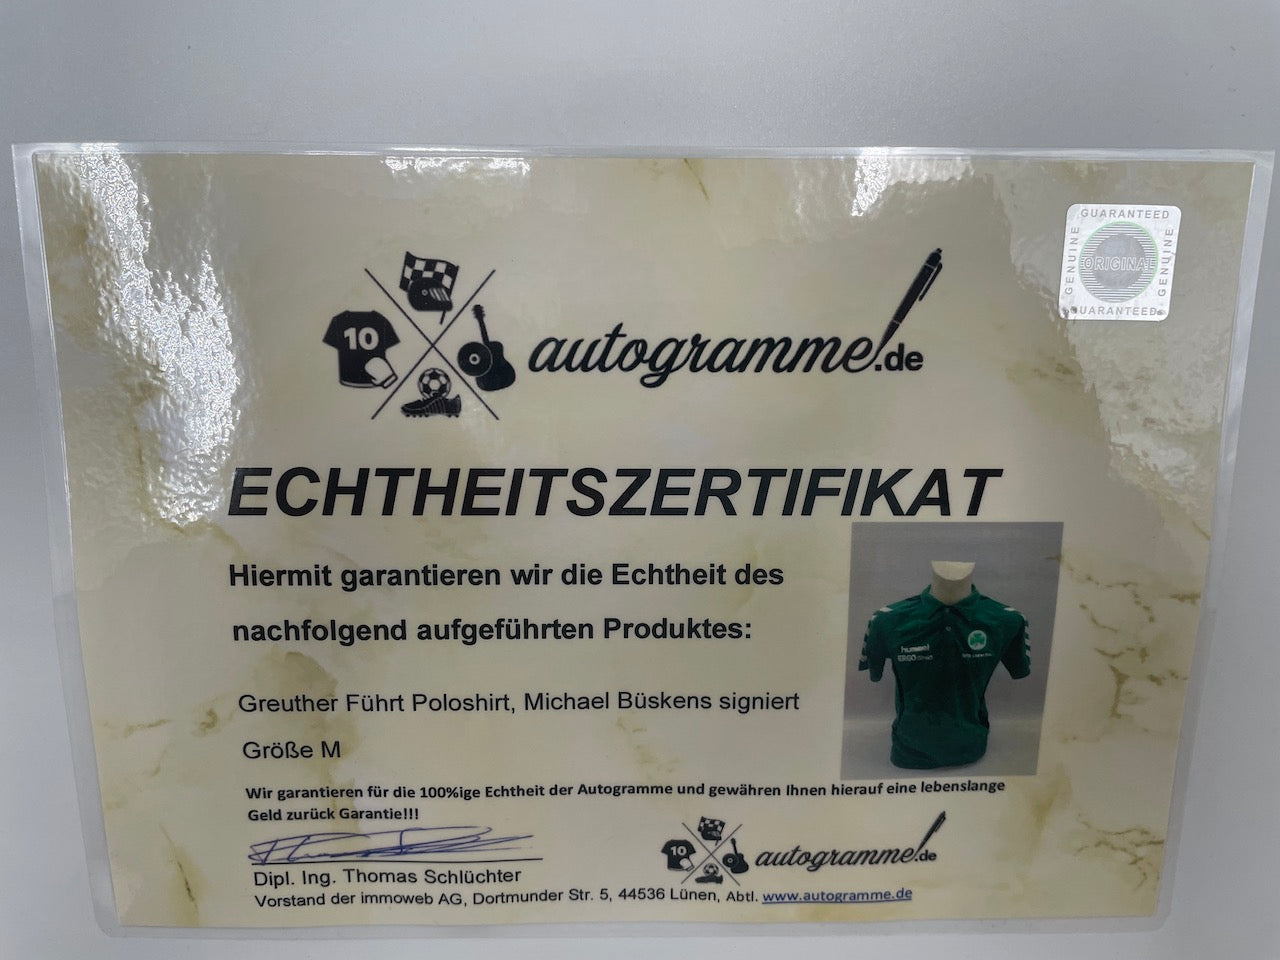 GUARANTEED
GENUINE
ORIGINAL
GENUINE
GUARANTEED
10
autogramme.de
ECHTHEITSZERTIFIKAT
Hiermit garantieren wir die Echtheit des
nachfolgend aufgeführten Produktes:
hummel
ERGO
Greuther Führt Poloshirt, Michael Büskens signiert
Größe M
Wir garantieren für die 100%ige Echtheit der Autogramme und gewähren Ihnen hierauf eine lebenslange
Geld zurück Garantie!!!
10
autogramme.de
Dipl. Ing. Thomas Schlüchter
Vorstand der immoweb AG, Dortmunder Str. 5, 44536 Lünen, Abtl. www.autogramme.de